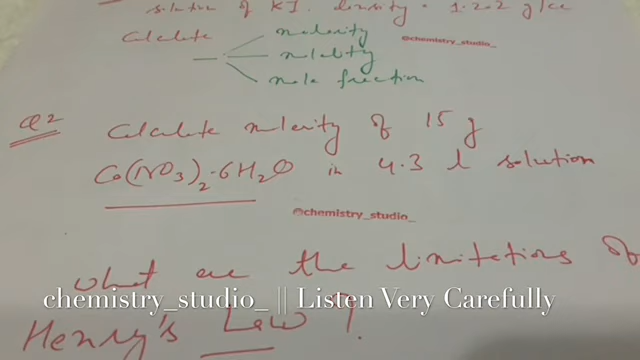 solution of KI. density = 1.202 g/cc
Calculate
molarity
@chemistry_studio_
molality
mole fraction
Q2
Calculate molarity of 15 g
Co(NO3)2.6H2O in 4.3 l solution
@chemistry_studio_
what are the limitations of
chemistry_studio_ || Listen Very Carefully
Henry's Law ?